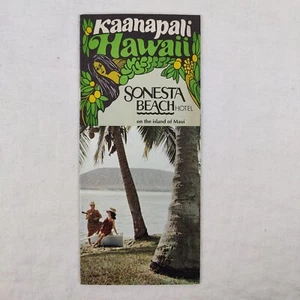 Kaanapali
Hawaii
SONESTA
BEACH HOTEL
on the island of Maui